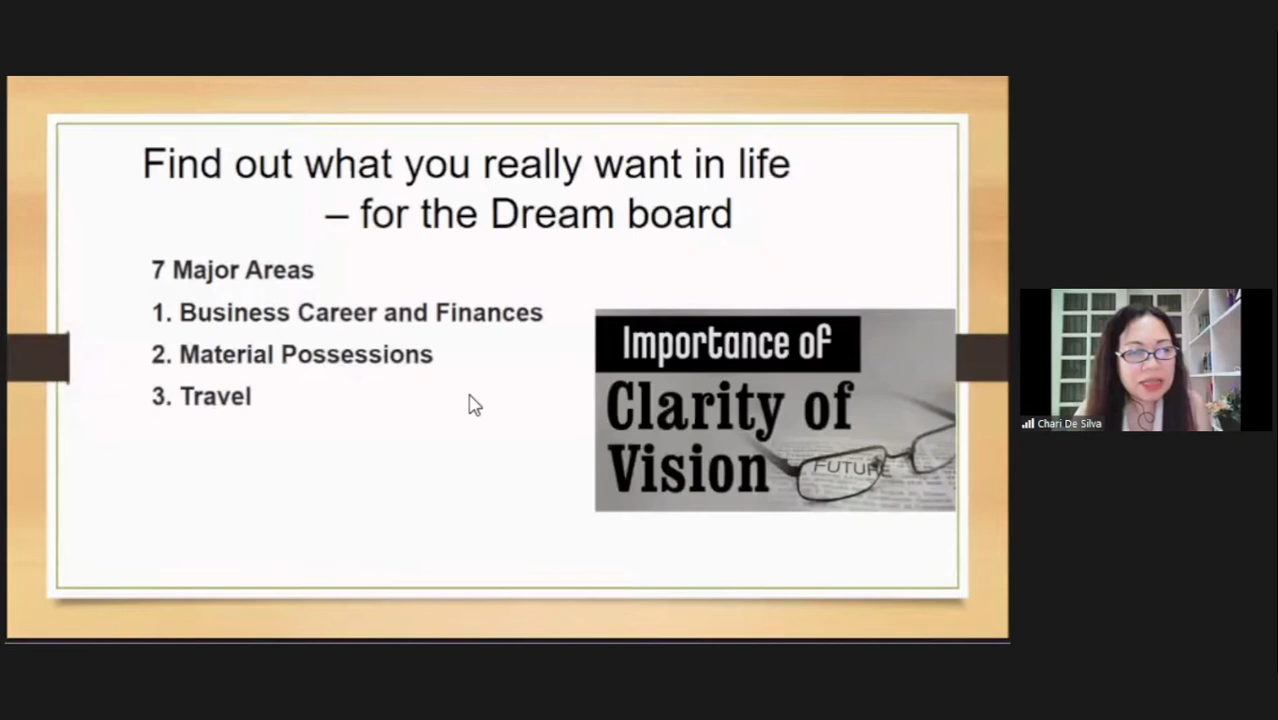 Find out what you really want in life
– for the Dream board
7 Major Areas
1. Business Career and Finances
2. Material Possessions
3. Travel
Importance of
Clarity of
Vision
FUTURE
Chari De Silva